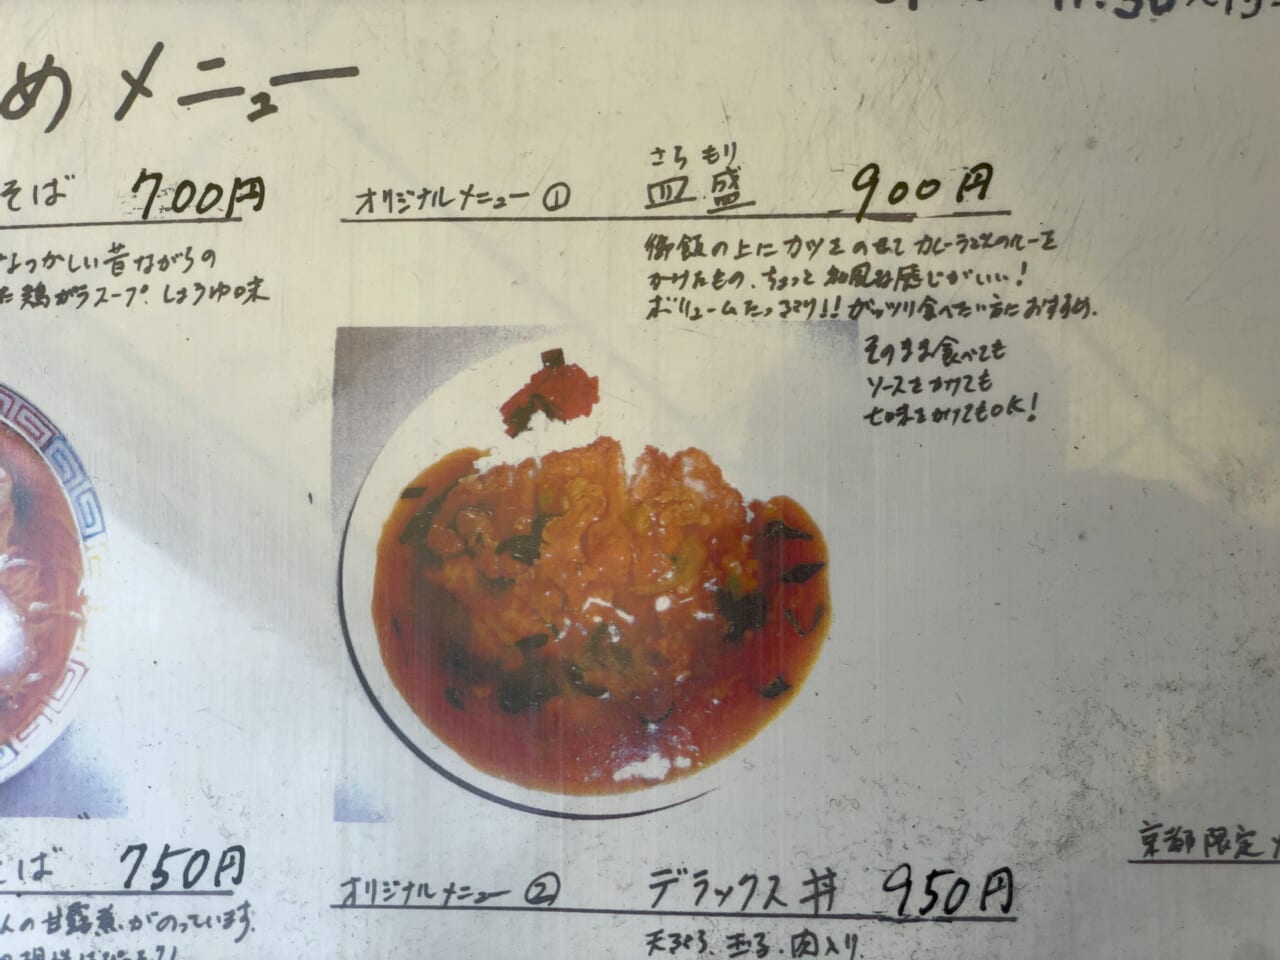 め メニュー
そば 700円
なつかしい昔ながらの
た 鶏ガラスープ しょうゆ味
さら もり
オリジナルメニュー ① 皿盛 900円
御飯の上にカツをのせて カレーうどんのルーを
かけたもの、ちょっと和風な感じがいい!
ボリュームたっぷり!! ガッツリ食べたい方におすすめ。
そのまま食べても
ソースをかけても
七味をかけてもOK!
そば 750円
んの甘露煮がのっています。
オリジナルメニュー ② デラックス丼 950円
天ぷら、玉子、肉入り
京都限定